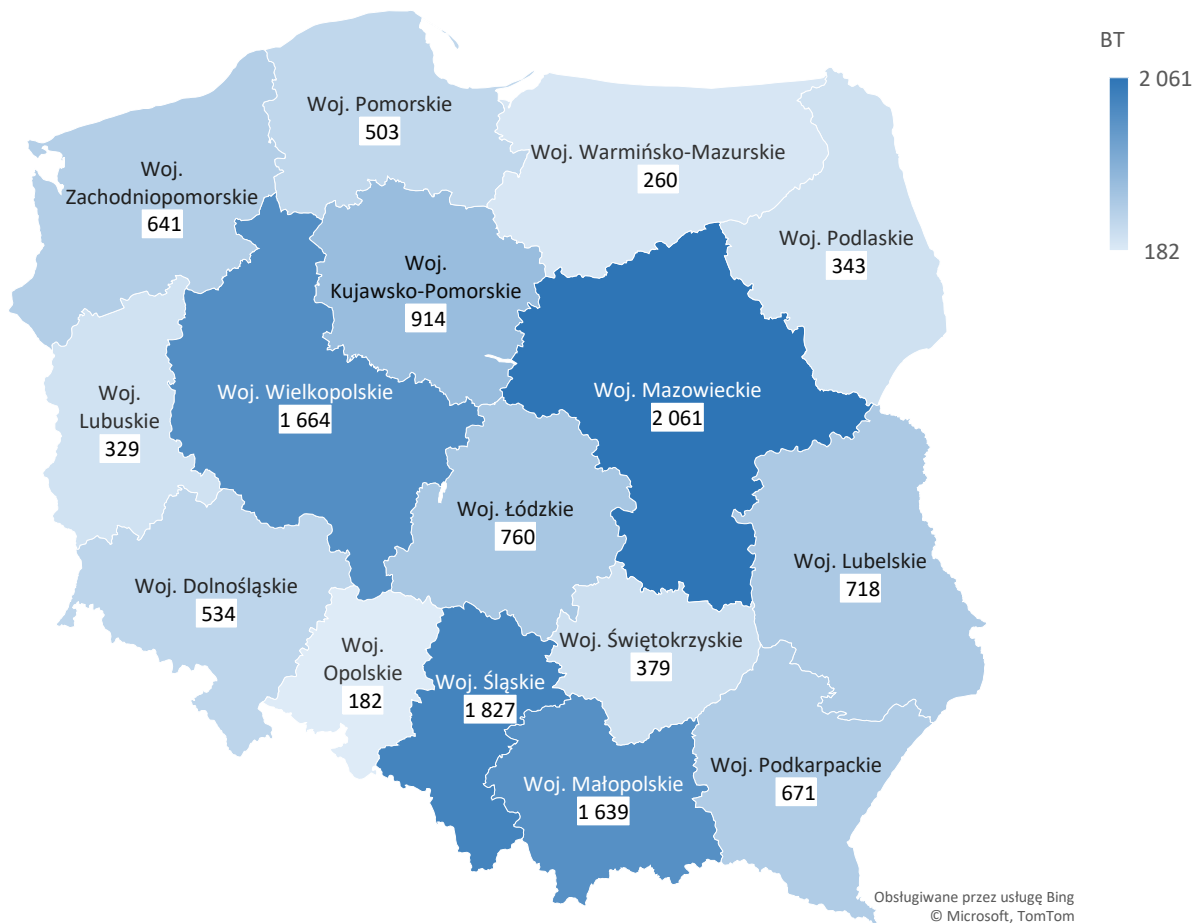 BT
2 061
182
Woj. Pomorskie
503
Woj. Warmińsko-Mazurskie
260
Woj.
Zachodniopomorskie
641
Woj. Podlaskie
343
Woj.
Kujawsko-Pomorskie
914
Woj.
Lubuskie
329
Woj. Wielkopolskie
1 664
Woj. Mazowieckie
2 061
Woj. Łódzkie
760
Woj. Lubelskie
718
Woj. Dolnośląskie
534
Woj.
Opolskie
182
Woj. Śląskie
1 827
Woj. Świętokrzyskie
379
Woj. Małopolskie
1 639
Woj. Podkarpackie
671
Obsługiwane przez usługę Bing
© Microsoft, TomTom